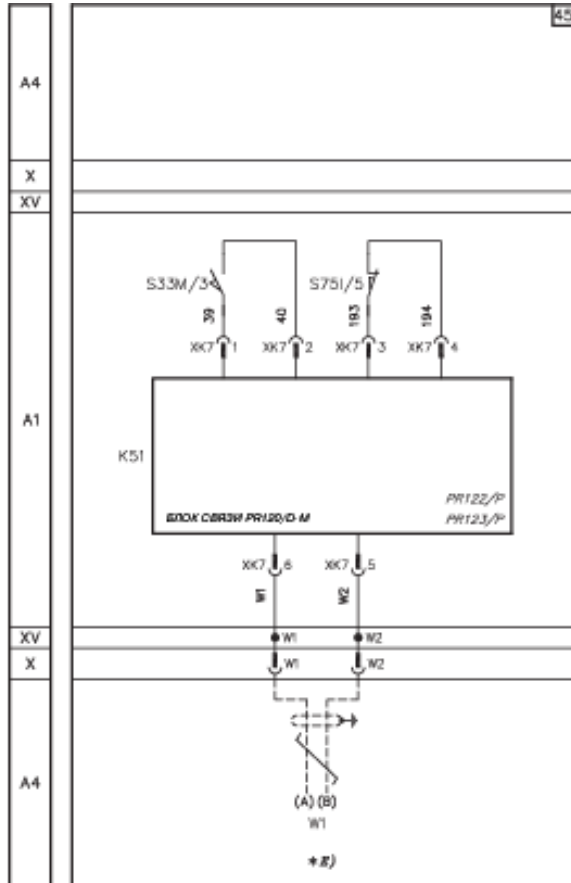 45
A4
X
XV
S33M/3
S75I/5
39
40
193
194
XK7 1
XK7 2
XK7 3
XK7 4
A1
K51
PR122/P
БЛОК СВЯЗИ PR120/D-M
PR123/P
XK7 6
XK7 5
W1
W2
XV
W1
W2
X
W1
W2
A4
(A) (B)
W1
*E)